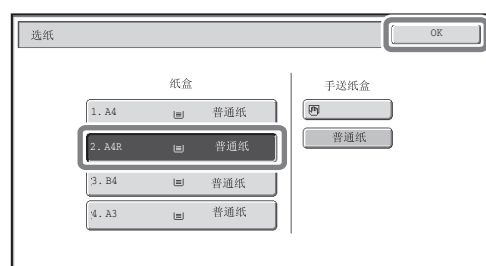 选纸 OK
纸盒
1. A4 普通纸
2. A4R 普通纸
3. B4 普通纸
4. A3 普通纸
手送纸盒
普通纸